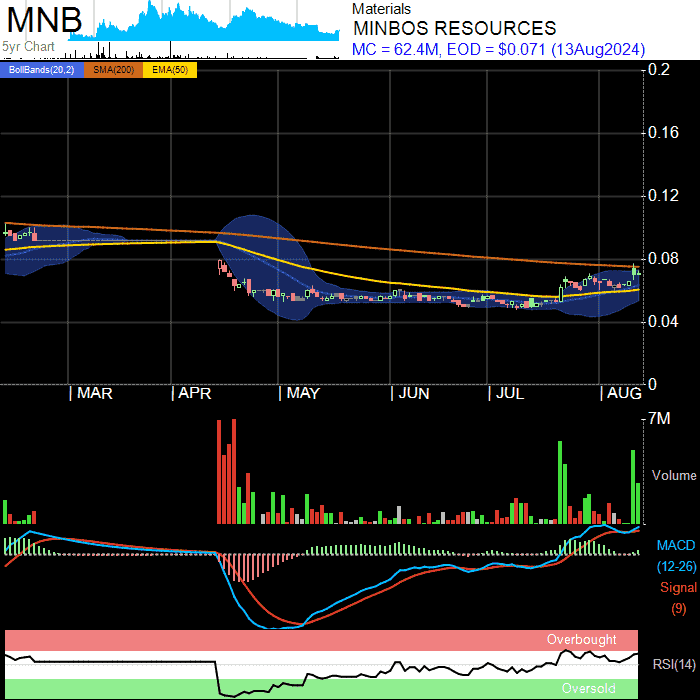 MNB
5yr Chart
Materials
MINBOS RESOURCES
MC = 62.4M, EOD = $0.071 (13Aug2024)
BollBands(20,2) SMA(200) EMA(50)
0.2
0.16
0.12
0.08
0.04
0
MAR APR MAY JUN JUL AUG
7M
Volume
MACD
(12-26)
Signal
(9)
Overbought
RSI(14)
Oversold